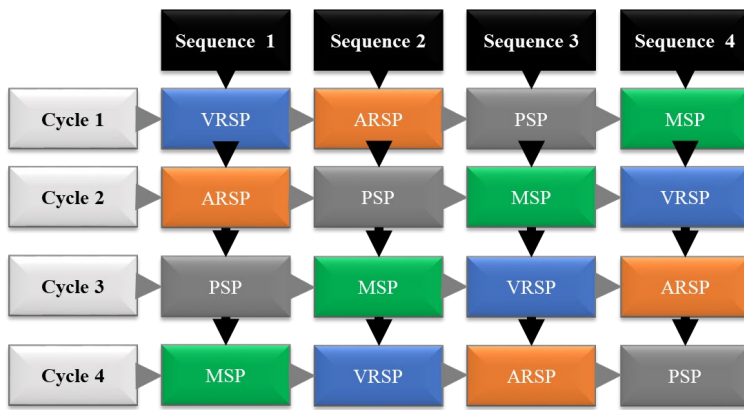 Sequence 1 Sequence 2 Sequence 3 Sequence 4
Cycle 1 VRSP ARSP PSP MSP
Cycle 2 ARSP PSP MSP VRSP
Cycle 3 PSP MSP VRSP ARSP
Cycle 4 MSP VRSP ARSP PSP